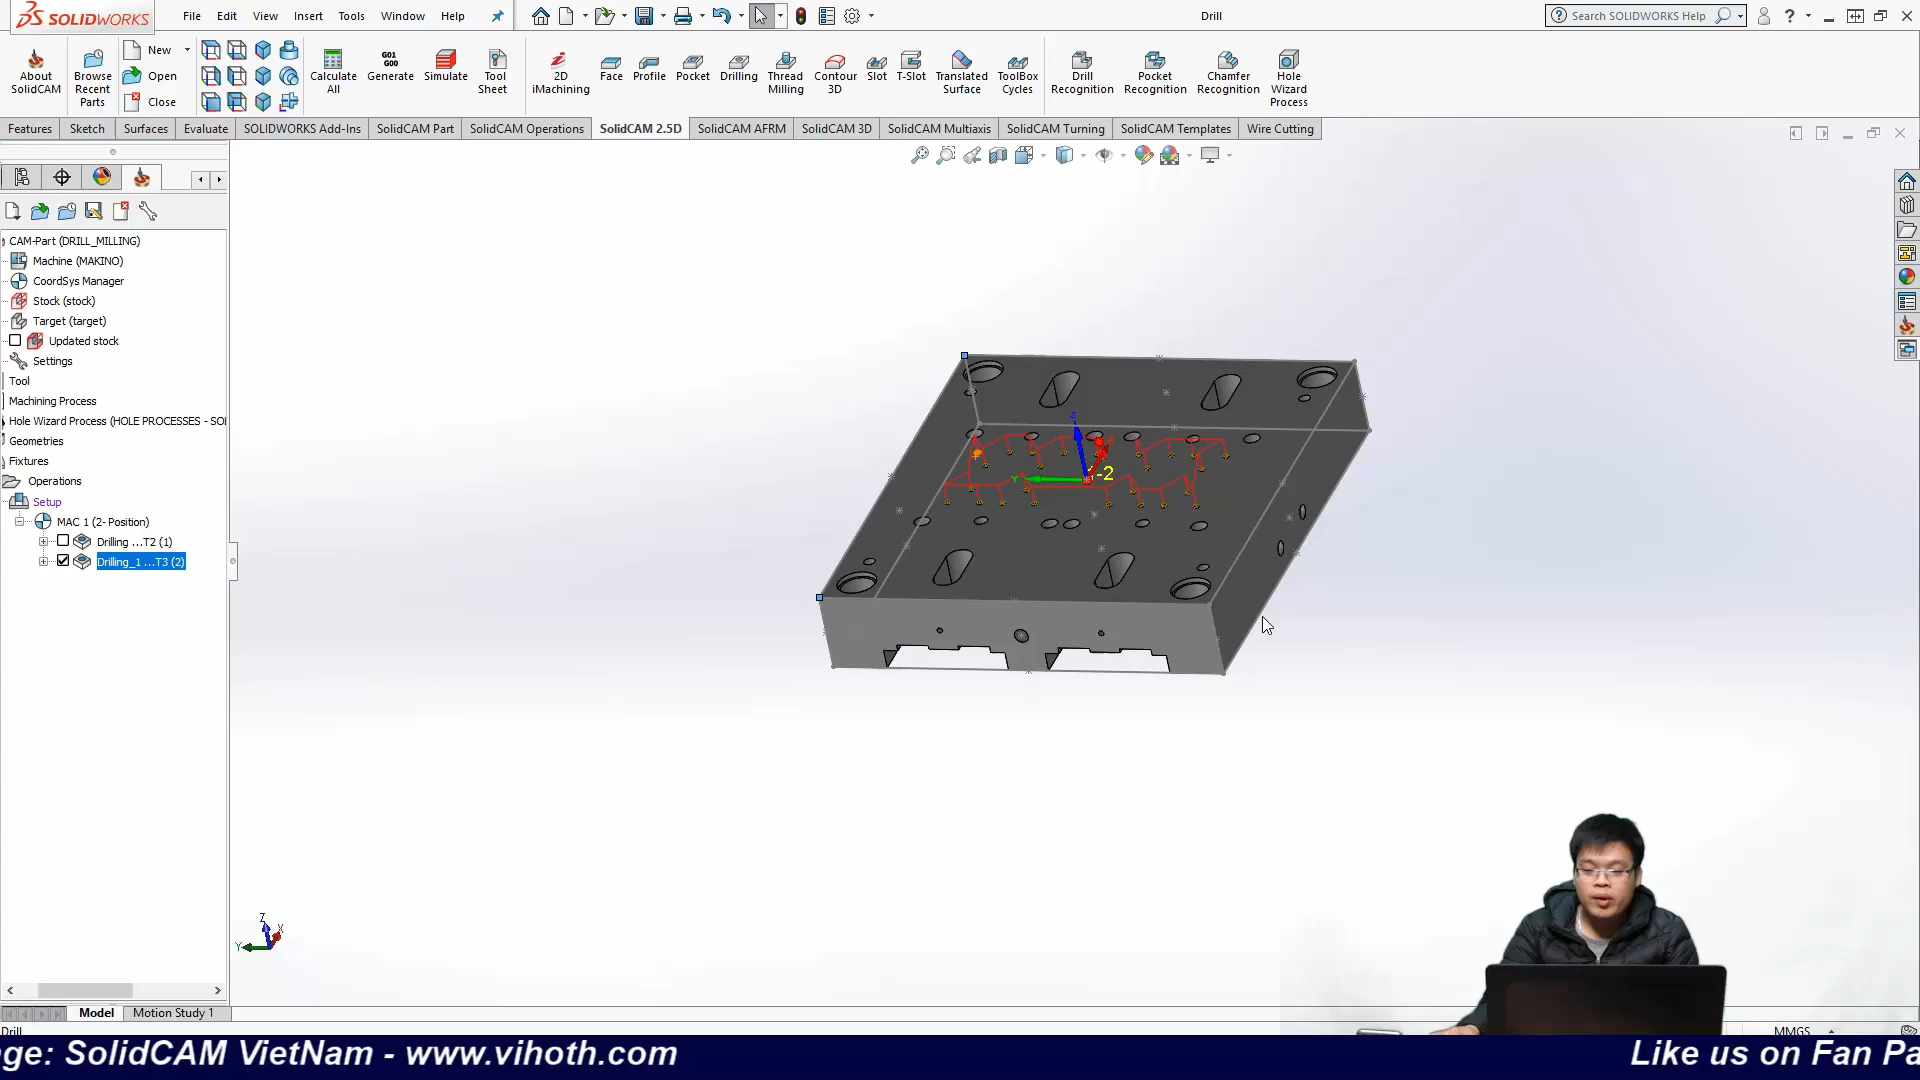 SOLIDWORKS
File Edit View Insert Tools Window Help
Drill
Search SOLIDWORKS Help
About SolidCAM
Browse Recent Parts
New
Open
Close
Calculate All
G01 G00
Generate
Simulate
Tool Sheet
2D iMachining
Face
Profile
Pocket
Drilling
Thread Milling
Contour 3D
Slot
T-Slot
Translated Surface
ToolBox Cycles
Drill Recognition
Pocket Recognition
Chamfer Recognition
Hole Wizard Process
Features Sketch Surfaces Evaluate SOLIDWORKS Add-Ins SolidCAM Part SolidCAM Operations SolidCAM 2.5D SolidCAM AFRM SolidCAM 3D SolidCAM Multiaxis SolidCAM Turning SolidCAM Templates Wire Cutting
CAM-Part (DRILL_MILLING)
Machine (MAKINO)
CoordSys Manager
Stock (stock)
Target (target)
Updated stock
Settings
Tool
Machining Process
Hole Wizard Process (HOLE PROCESSES - SOI
Geometries
Fixtures
Operations
Setup
MAC 1 (2- Position)
Drilling ...T2 (1)
Drilling_1 ...T3 (2)
Z
Y
-2
Z
X
Y
Model Motion Study 1
Drill
MMGS
ge: SolidCAM VietNam - www.vihoth.com
Like us on Fan Pa